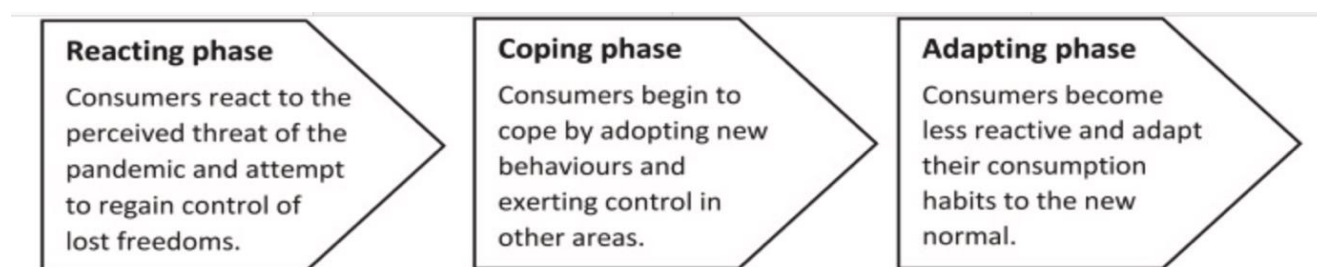 Reacting phase
Consumers react to the
perceived threat of the
pandemic and attempt
to regain control of
lost freedoms.
Coping phase
Consumers begin to
cope by adopting new
behaviours and
exerting control in
other areas.
Adapting phase
Consumers become
less reactive and adapt
their consumption
habits to the new
normal.